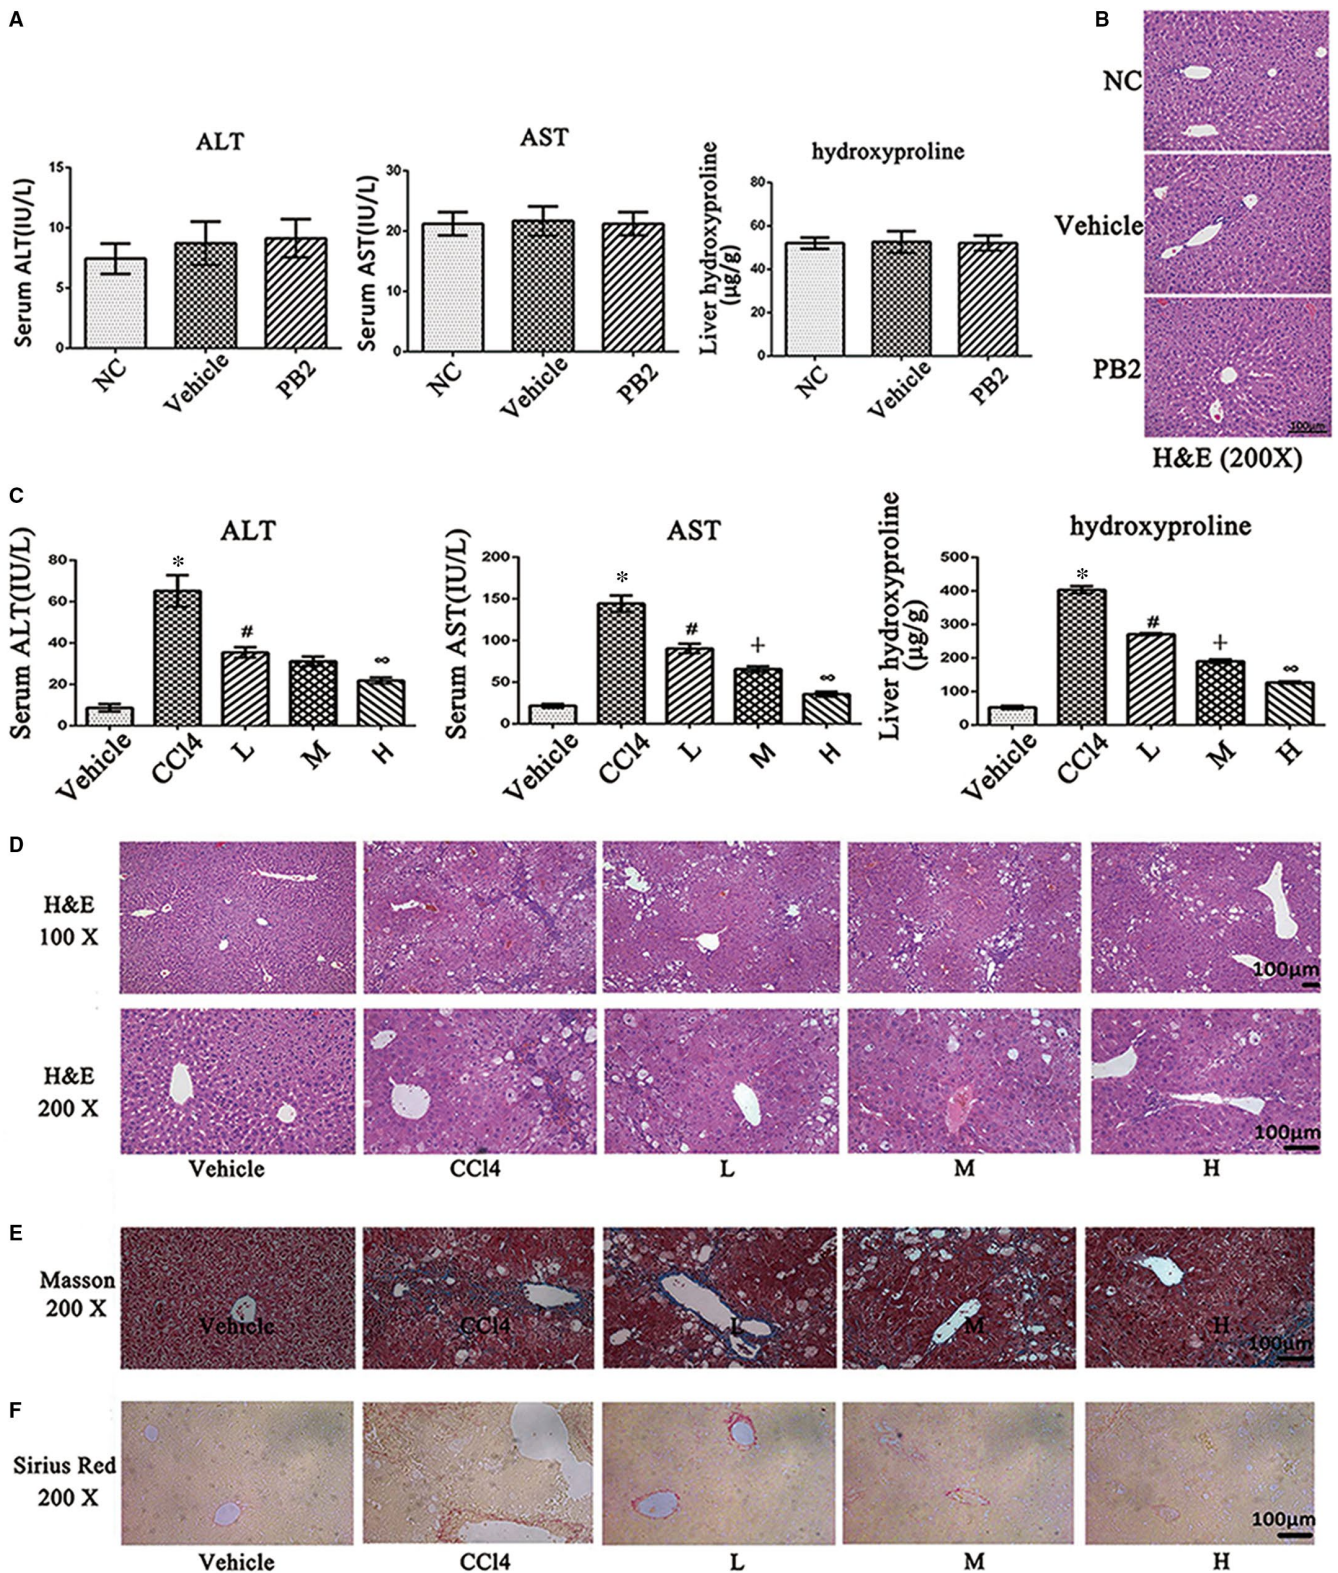 A
B
ALT
Serum ALT(IU/L)
15
10
5
0
NC
Vehicle
PB2
AST
Serum AST(IU/L)
30
20
10
0
NC
Vehicle
PB2
hydroxyproline
Liver hydroxyproline
(μg/g)
80
60
40
20
0
NC
Vehicle
PB2
NC
Vehicle
PB2
100μm
H&E (200X)
C
ALT
Serum ALT(IU/L)
80
60
40
20
0
*
#
∞
Vehicle
CCl4
L
M
H
AST
Serum AST(IU/L)
200
150
100
50
0
*
#
+
∞
Vehicle
CCl4
L
M
H
hydroxyproline
Liver hydroxyproline
(μg/g)
500
400
300
200
100
0
*
#
+
∞
Vehicle
CCl4
L
M
H
D
H&E
100 X
100μm
H&E
200 X
100μm
Vehicle
CCl4
L
M
H
E
Masson
200 X
Vehicle
CCl4
L
M
H
100μm
F
Sirius Red
200 X
100μm
Vehicle
CCl4
L
M
H